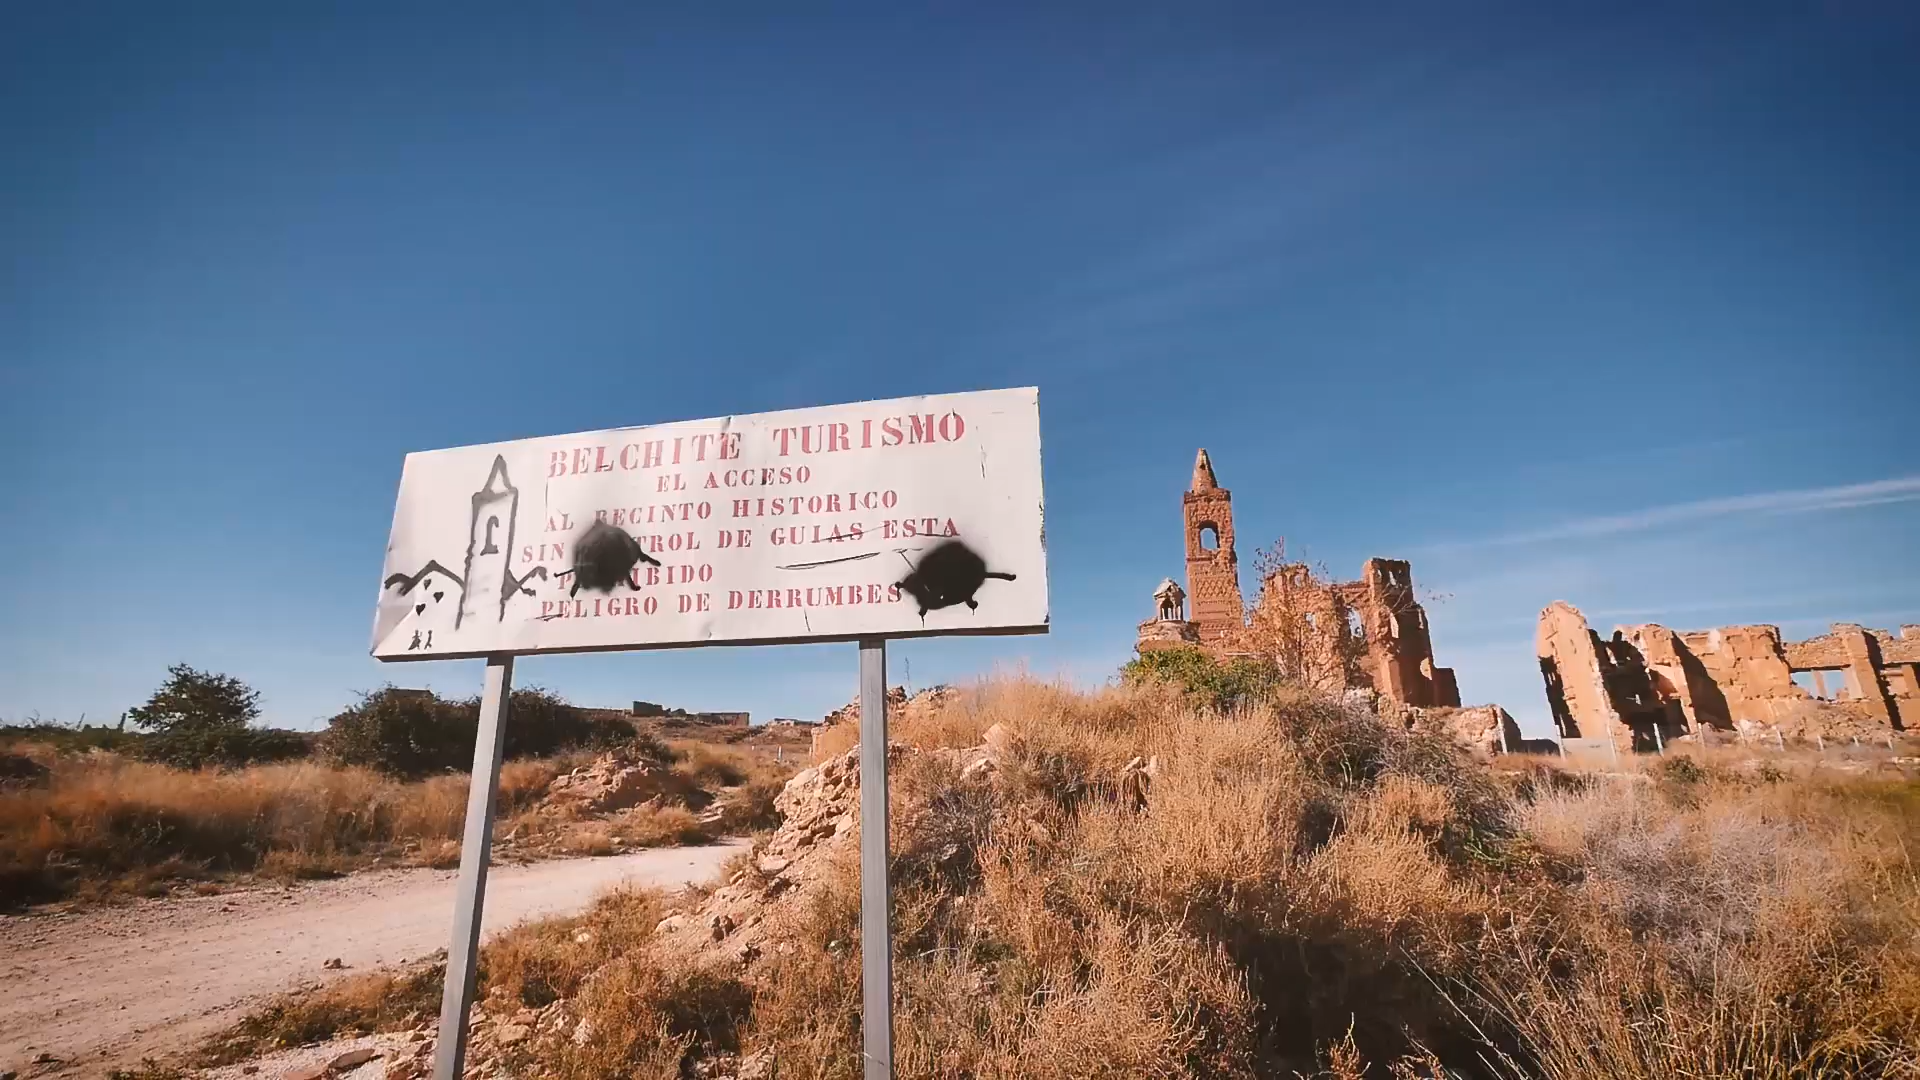 BELCHITE TURISMO
EL ACCESO
AL RECINTO HISTORICO
SIN DE GUIAS ESTA
PELIGRO DE DERRUMBES